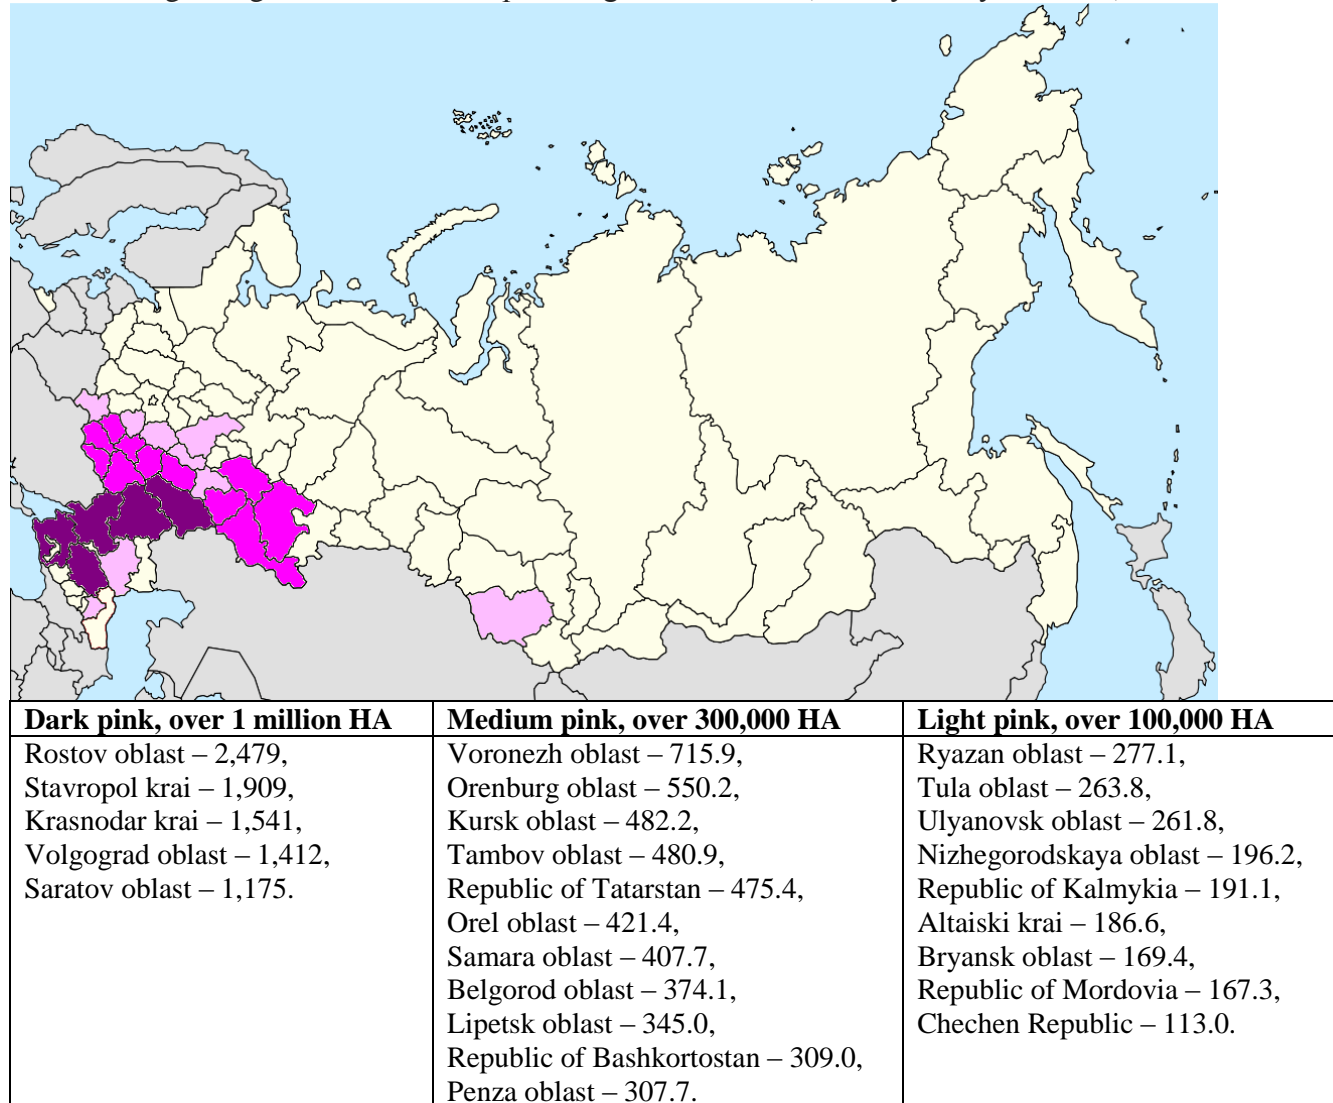 Dark pink, over 1 million HA
Rostov oblast – 2,479,
Stavropol krai – 1,909,
Krasnodar krai – 1,541,
Volgograd oblast – 1,412,
Saratov oblast – 1,175.
Medium pink, over 300,000 HA
Voronezh oblast – 715.9,
Orenburg oblast – 550.2,
Kursk oblast – 482.2,
Tambov oblast – 480.9,
Republic of Tatarstan – 475.4,
Orel oblast – 421.4,
Samara oblast – 407.7,
Belgorod oblast – 374.1,
Lipetsk oblast – 345.0,
Republic of Bashkortostan – 309.0,
Penza oblast – 307.7.
Light pink, over 100,000 HA
Ryazan oblast – 277.1,
Tula oblast – 263.8,
Ulyanovsk oblast – 261.8,
Nizhegorodskaya oblast – 196.2,
Republic of Kalmykia – 191.1,
Altaiski krai – 186.6,
Bryansk oblast – 169.4,
Republic of Mordovia – 167.3,
Chechen Republic – 113.0.